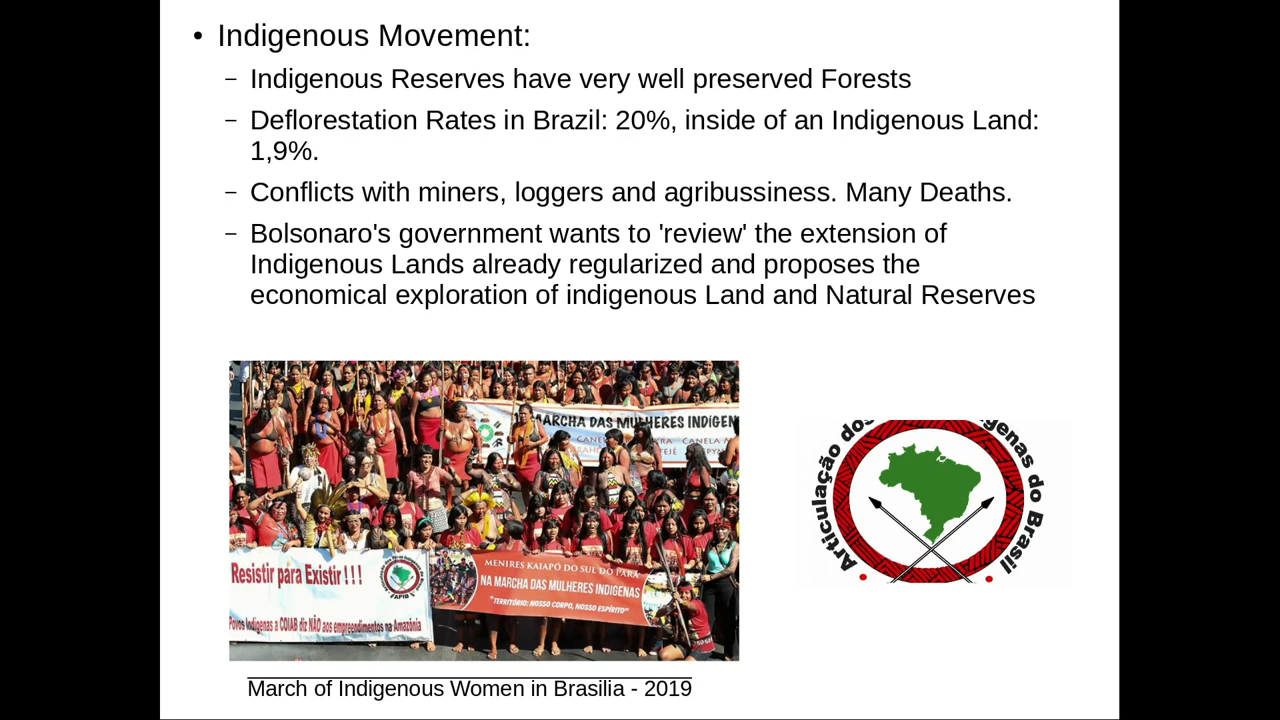 • Indigenous Movement:
– Indigenous Reserves have very well preserved Forests
– Deflorestation Rates in Brazil: 20%, inside of an Indigenous Land:
1,9%.
– Conflicts with miners, loggers and agribussiness. Many Deaths.
– Bolsonaro's government wants to 'review' the extension of
Indigenous Lands already regularized and proposes the
economical exploration of indigenous Land and Natural Reserves
MARCHA DAS MULHERES INDÍGEN
CANELA
Resistir para Existir ! ! !
Povos Indígenas a COIAB diz NÃO aos empreendimentos na Amazônia
MENIRES KAIAPÓ DO SUL DO PARÁ
NA MARCHA DAS MULHERES INDIGENAS
"TERRITÓRIO: NOSSO CORPO, NOSSO ESPÍRITO"
Articulação dos
genas do Brasil
March of Indigenous Women in Brasilia - 2019